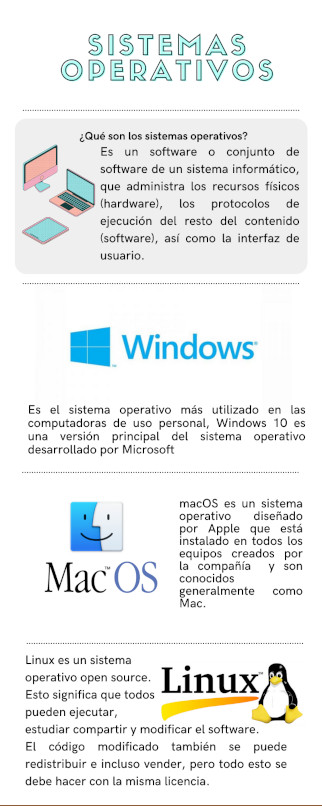 SISTEMAS
OPERATIVOS
¿Qué son los sistemas operativos?
Es un software o conjunto de
software de un sistema informático,
que administra los recursos físicos
(hardware), los protocolos de
ejecución del resto del contenido
(software), así como la interfaz de
usuario.
Windows
Es el sistema operativo más utilizado en las
computadoras de uso personal, Windows 10 es
una versión principal del sistema operativo
desarrollado por Microsoft
Mac™OS
macOS es un sistema
operativo diseñado
por Apple que está
instalado en todos los
equipos creados por
la compañía y son
conocidos
generalmente como
Mac.
Linux es un sistema
operativo open source.
Esto significa que todos
pueden ejecutar,
estudiar compartir y modificar el software.
El código modificado también se puede
redistribuir e incluso vender, pero todo esto se
debe hacer con la misma licencia.
Linux